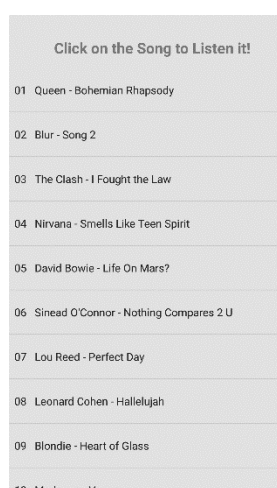 Click on the Song to Listen it!
01 Queen - Bohemian Rhapsody
02 Blur - Song 2
03 The Clash - I Fought the Law
04 Nirvana - Smells Like Teen Spirit
05 David Bowie - Life On Mars?
06 Sinead O'Connor - Nothing Compares 2 U
07 Lou Reed - Perfect Day
08 Leonard Cohen - Hallelujah
09 Blondie - Heart of Glass